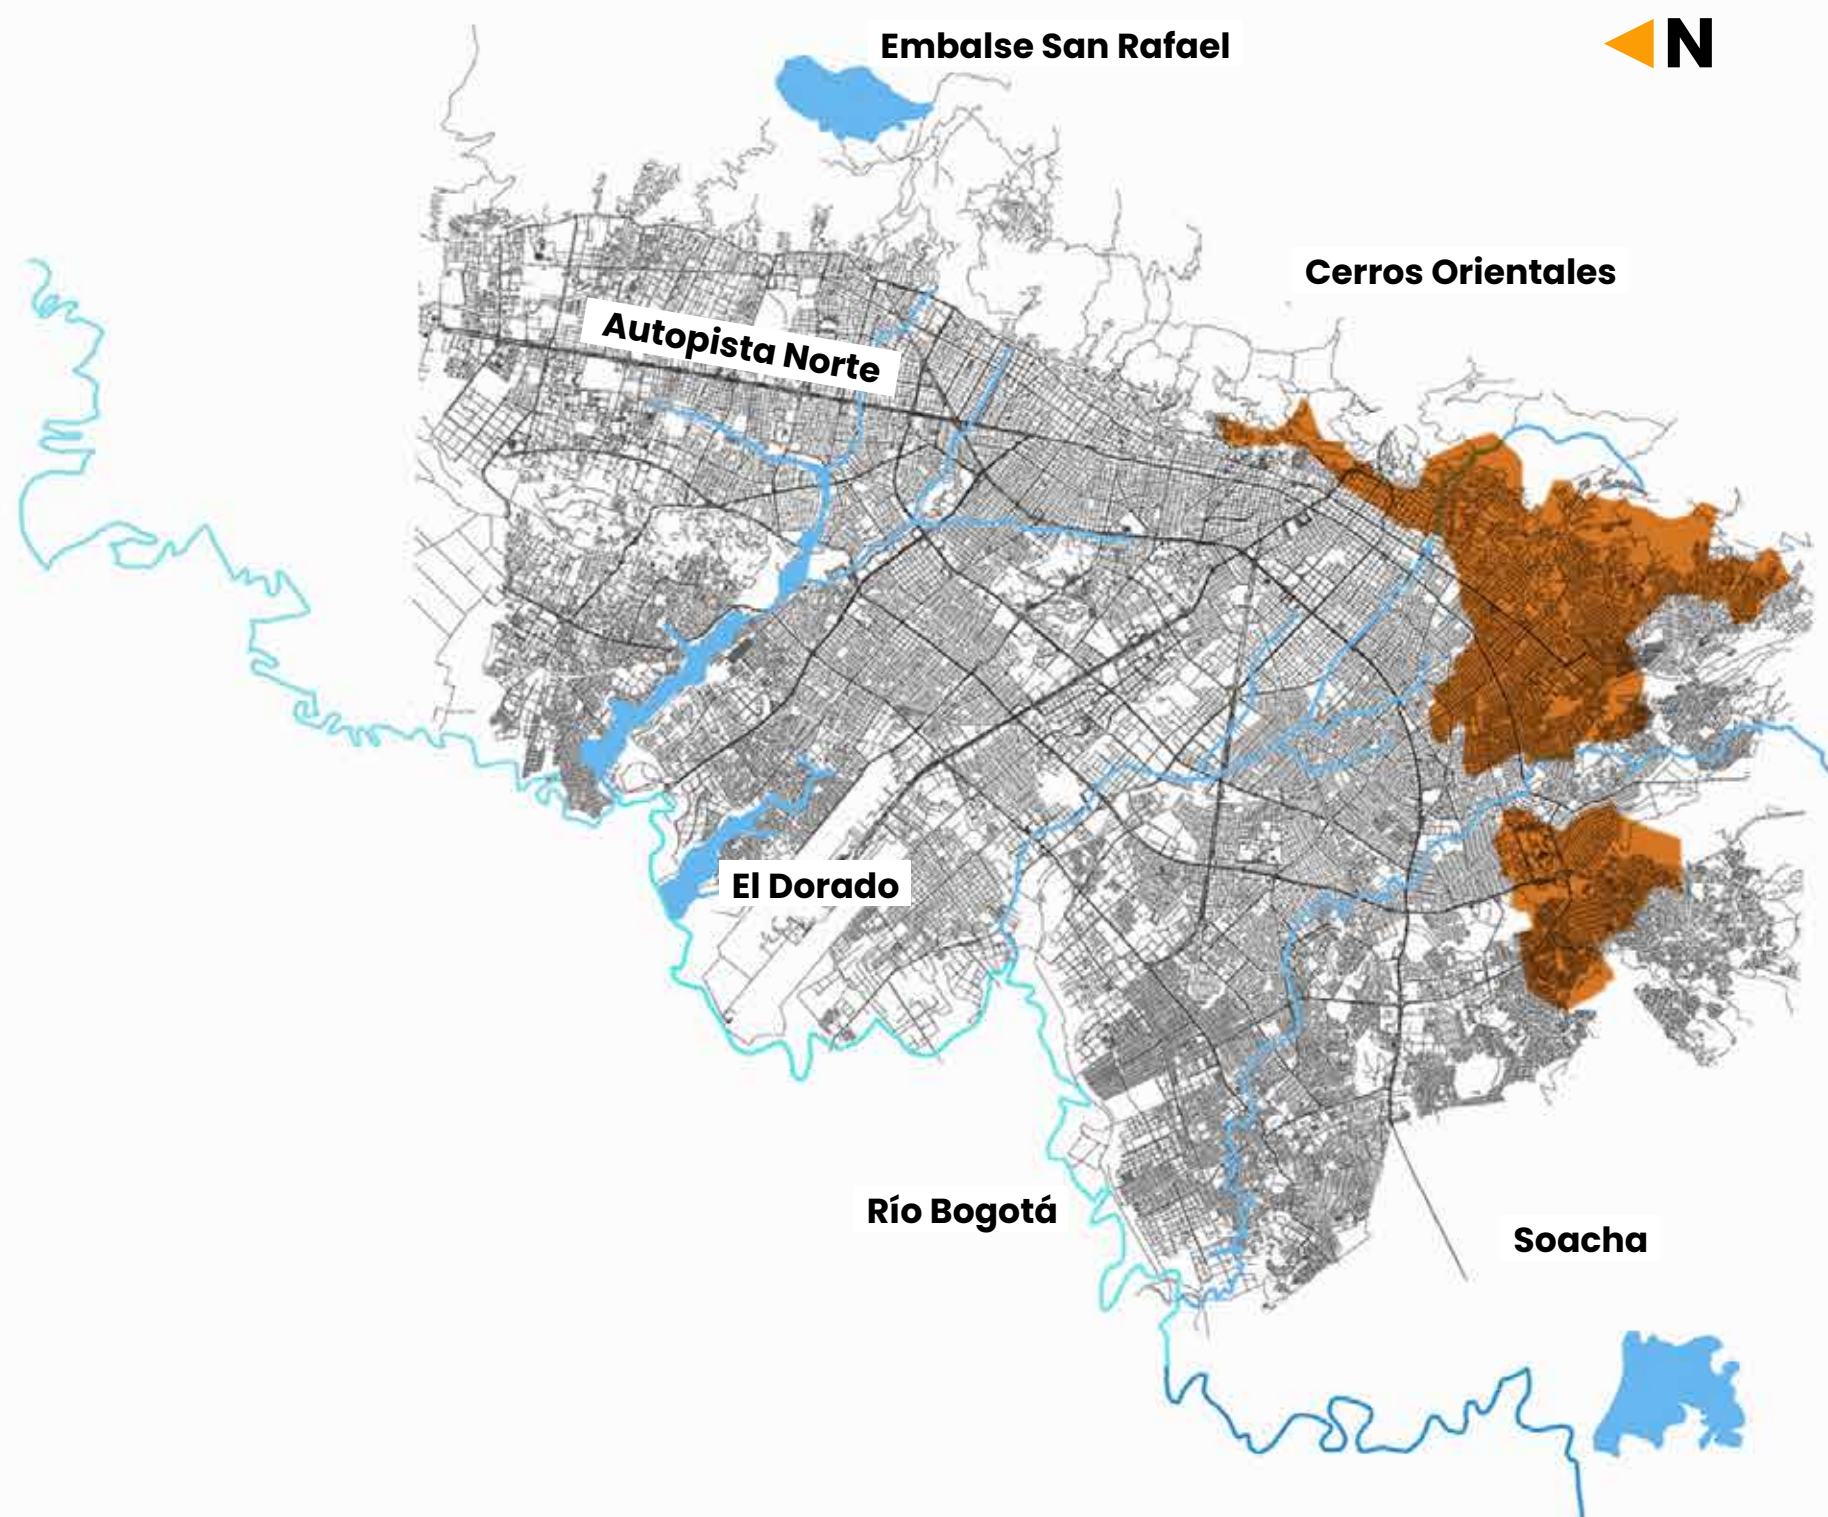 Embalse San Rafael
N
Cerros Orientales
Autopista Norte
El Dorado
Río Bogotá
Soacha